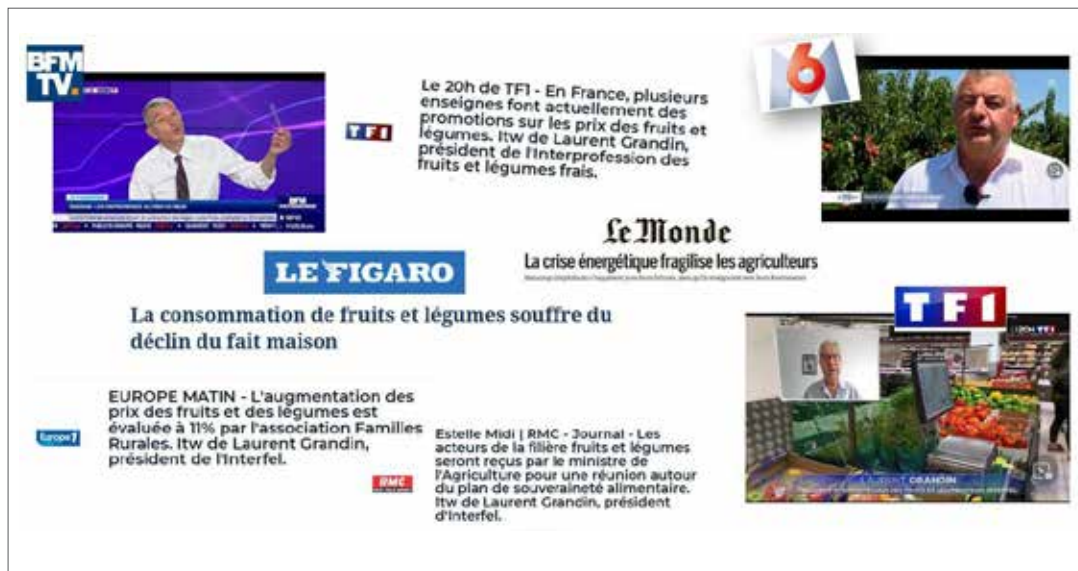 BFM
TV.
TF1
Le 20h de TF1 - En France, plusieurs
enseignes font actuellement des
promotions sur les prix des fruits et
légumes. Itw de Laurent Grandin,
président de l'Interprofession des
fruits et légumes frais.
M6
Le Monde
La crise énergétique fragilise les agriculteurs
LE FIGARO
La consommation de fruits et légumes souffre du
déclin du fait maison
TF1
LAURENT GRANDIN
Europe 1
EUROPE MATIN - L'augmentation des
prix des fruits et des légumes est
évaluée à 11% par l'association Familles
Rurales. Itw de Laurent Grandin,
président de l'Interfel.
RMC
Estelle Midi | RMC - Journal - Les
acteurs de la filière fruits et légumes
seront reçus par le ministre de
l'Agriculture pour une réunion autour
du plan de souveraineté alimentaire.
Itw de Laurent Grandin, président
d'Interfel.